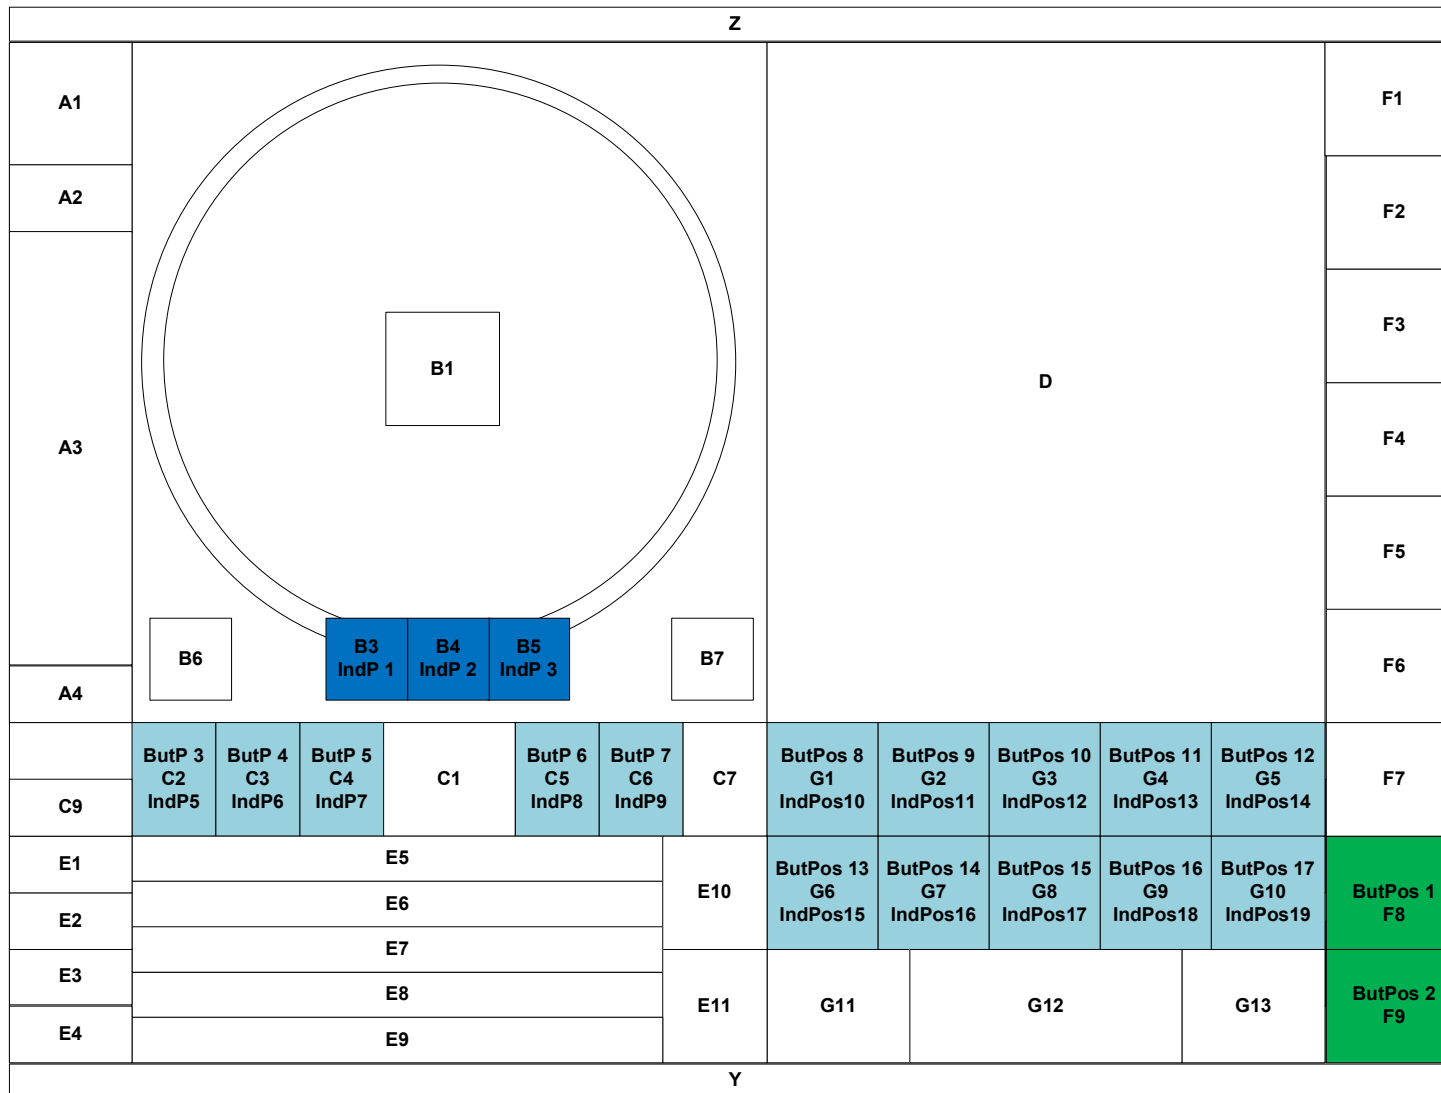 Z
A1
A2
A3
A4
B1
B6
B3
IndP 1
B4
IndP 2
B5
IndP 3
B7
D
F1
F2
F3
F4
F5
F6
F7
C9
ButP 3
C2
IndP5
ButP 4
C3
IndP6
ButP 5
C4
IndP7
C1
ButP 6
C5
IndP8
ButP 7
C6
IndP9
C7
ButPos 8
G1
IndPos10
ButPos 9
G2
IndPos11
ButPos 10
G3
IndPos12
ButPos 11
G4
IndPos13
ButPos 12
G5
IndPos14
E1
E2
E3
E4
E5
E6
E7
E8
E9
E10
E11
ButPos 13
G6
IndPos15
ButPos 14
G7
IndPos16
ButPos 15
G8
IndPos17
ButPos 16
G9
IndPos18
ButPos 17
G10
IndPos19
ButPos 1
F8
G11
G12
G13
ButPos 2
F9
Y